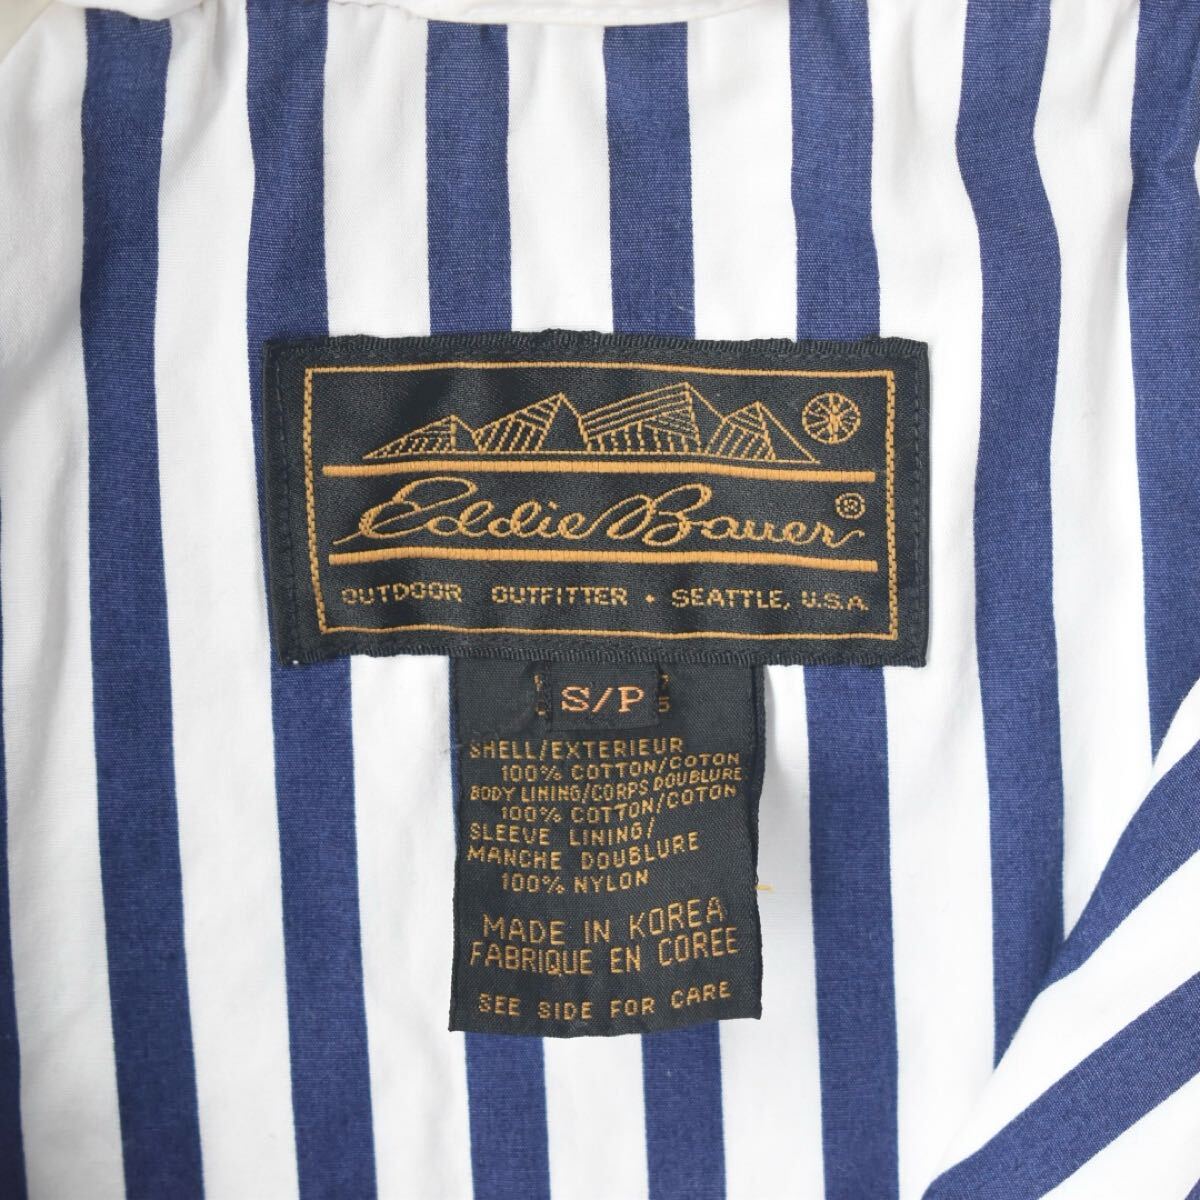 Eddie Bauer®
OUTDOOR OUTFITTER • SEATTLE, U.S.A.
S/P
SHELL/EXTERIEUR
100% COTTON/COTON
BODY LINING/CORPS DOUBLURE
100% COTTON/COTON
SLEEVE LINING/
MANCHE DOUBLURE
100% NYLON
MADE IN KOREA
FABRIQUE EN COREE
SEE SIDE FOR CARE